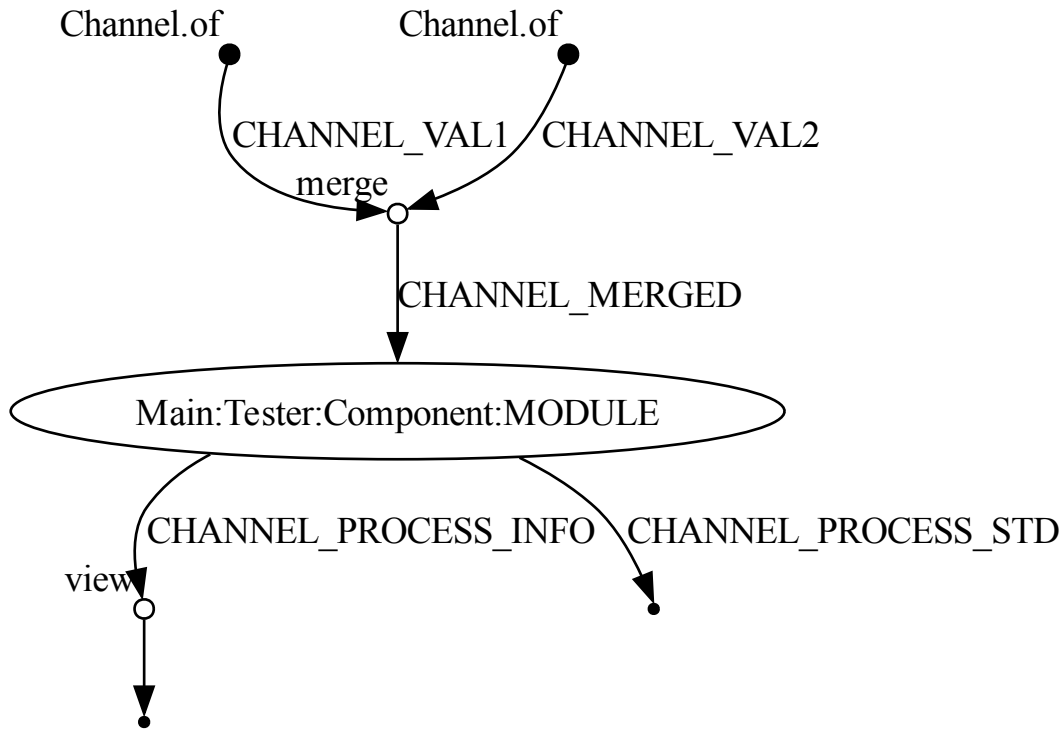 Channel.of
Channel.of
CHANNEL_VAL1
CHANNEL_VAL2
merge
CHANNEL_MERGED
Main:Tester:Component:MODULE
CHANNEL_PROCESS_INFO
CHANNEL_PROCESS_STD
view